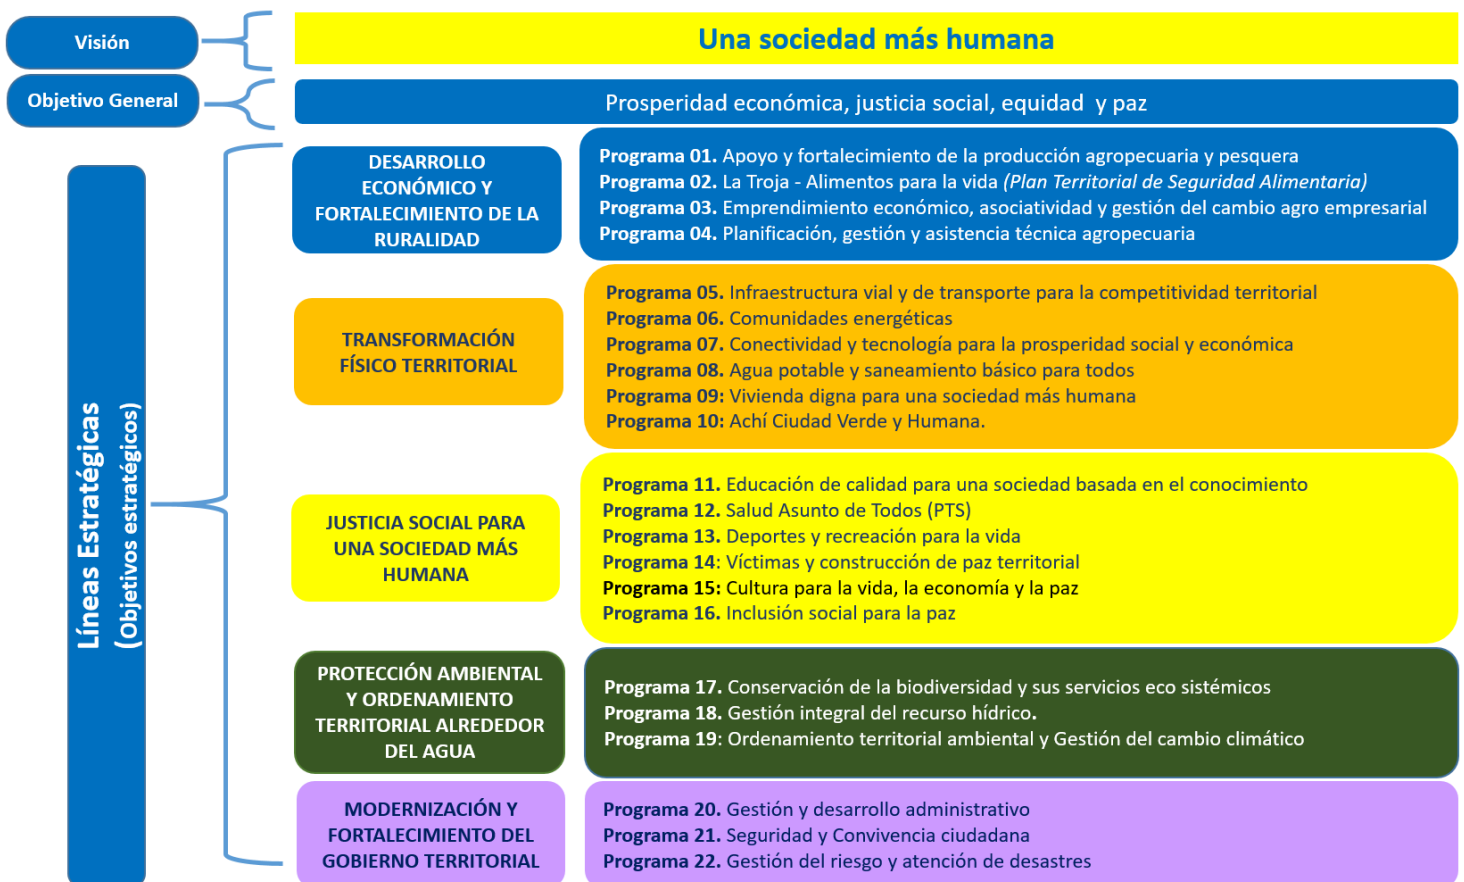 Visión
Una sociedad más humana
Objetivo General
Prosperidad económica, justicia social, equidad y paz
Líneas Estratégicas
(Objetivos estratégicos)
DESARROLLO
ECONÓMICO Y
FORTALECIMIENTO DE LA
RURALIDAD
Programa 01. Apoyo y fortalecimiento de la producción agropecuaria y pesquera
Programa 02. La Troja - Alimentos para la vida (Plan Territorial de Seguridad Alimentaria)
Programa 03. Emprendimiento económico, asociatividad y gestión del cambio agro empresarial
Programa 04. Planificación, gestión y asistencia técnica agropecuaria
TRANSFORMACIÓN
FÍSICO TERRITORIAL
Programa 05. Infraestructura vial y de transporte para la competitividad territorial
Programa 06. Comunidades energéticas
Programa 07. Conectividad y tecnología para la prosperidad social y económica
Programa 08. Agua potable y saneamiento básico para todos
Programa 09: Vivienda digna para una sociedad más humana
Programa 10: Achí Ciudad Verde y Humana.
JUSTICIA SOCIAL PARA
UNA SOCIEDAD MÁS
HUMANA
Programa 11. Educación de calidad para una sociedad basada en el conocimiento
Programa 12. Salud Asunto de Todos (PTS)
Programa 13. Deportes y recreación para la vida
Programa 14: Víctimas y construcción de paz territorial
Programa 15: Cultura para la vida, la economía y la paz
Programa 16. Inclusión social para la paz
PROTECCIÓN AMBIENTAL
Y ORDENAMIENTO
TERRITORIAL ALREDEDOR
DEL AGUA
Programa 17. Conservación de la biodiversidad y sus servicios eco sistémicos
Programa 18. Gestión integral del recurso hídrico.
Programa 19: Ordenamiento territorial ambiental y Gestión del cambio climático
MODERNIZACIÓN Y
FORTALECIMIENTO DEL
GOBIERNO TERRITORIAL
Programa 20. Gestión y desarrollo administrativo
Programa 21. Seguridad y Convivencia ciudadana
Programa 22. Gestión del riesgo y atención de desastres